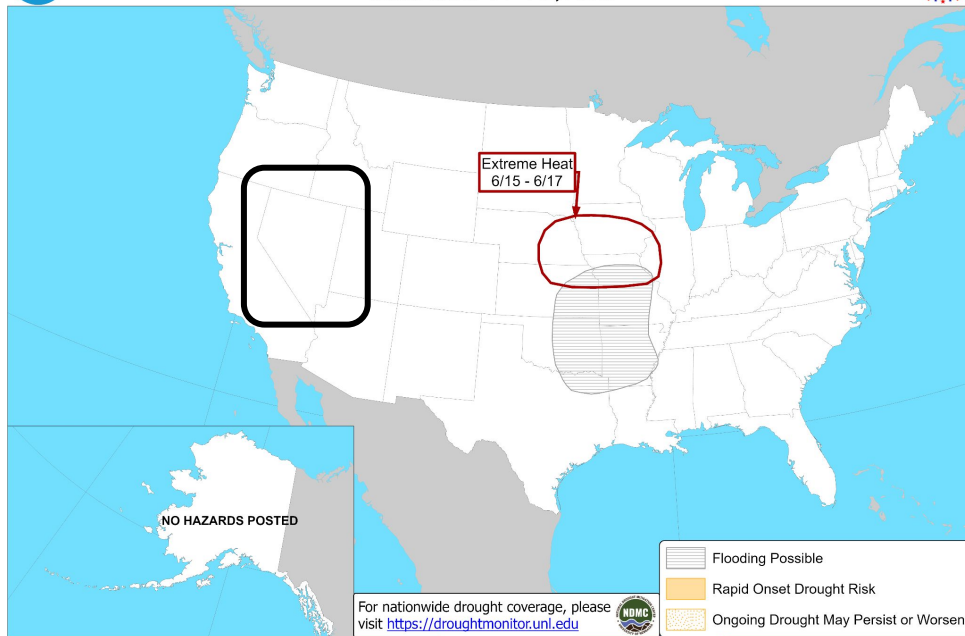 Extreme Heat
6/15 - 6/17
NO HAZARDS POSTED
Flooding Possible
Rapid Onset Drought Risk
Ongoing Drought May Persist or Worsen
For nationwide drought coverage, please
visit https://droughtmonitor.unl.edu
NDMC